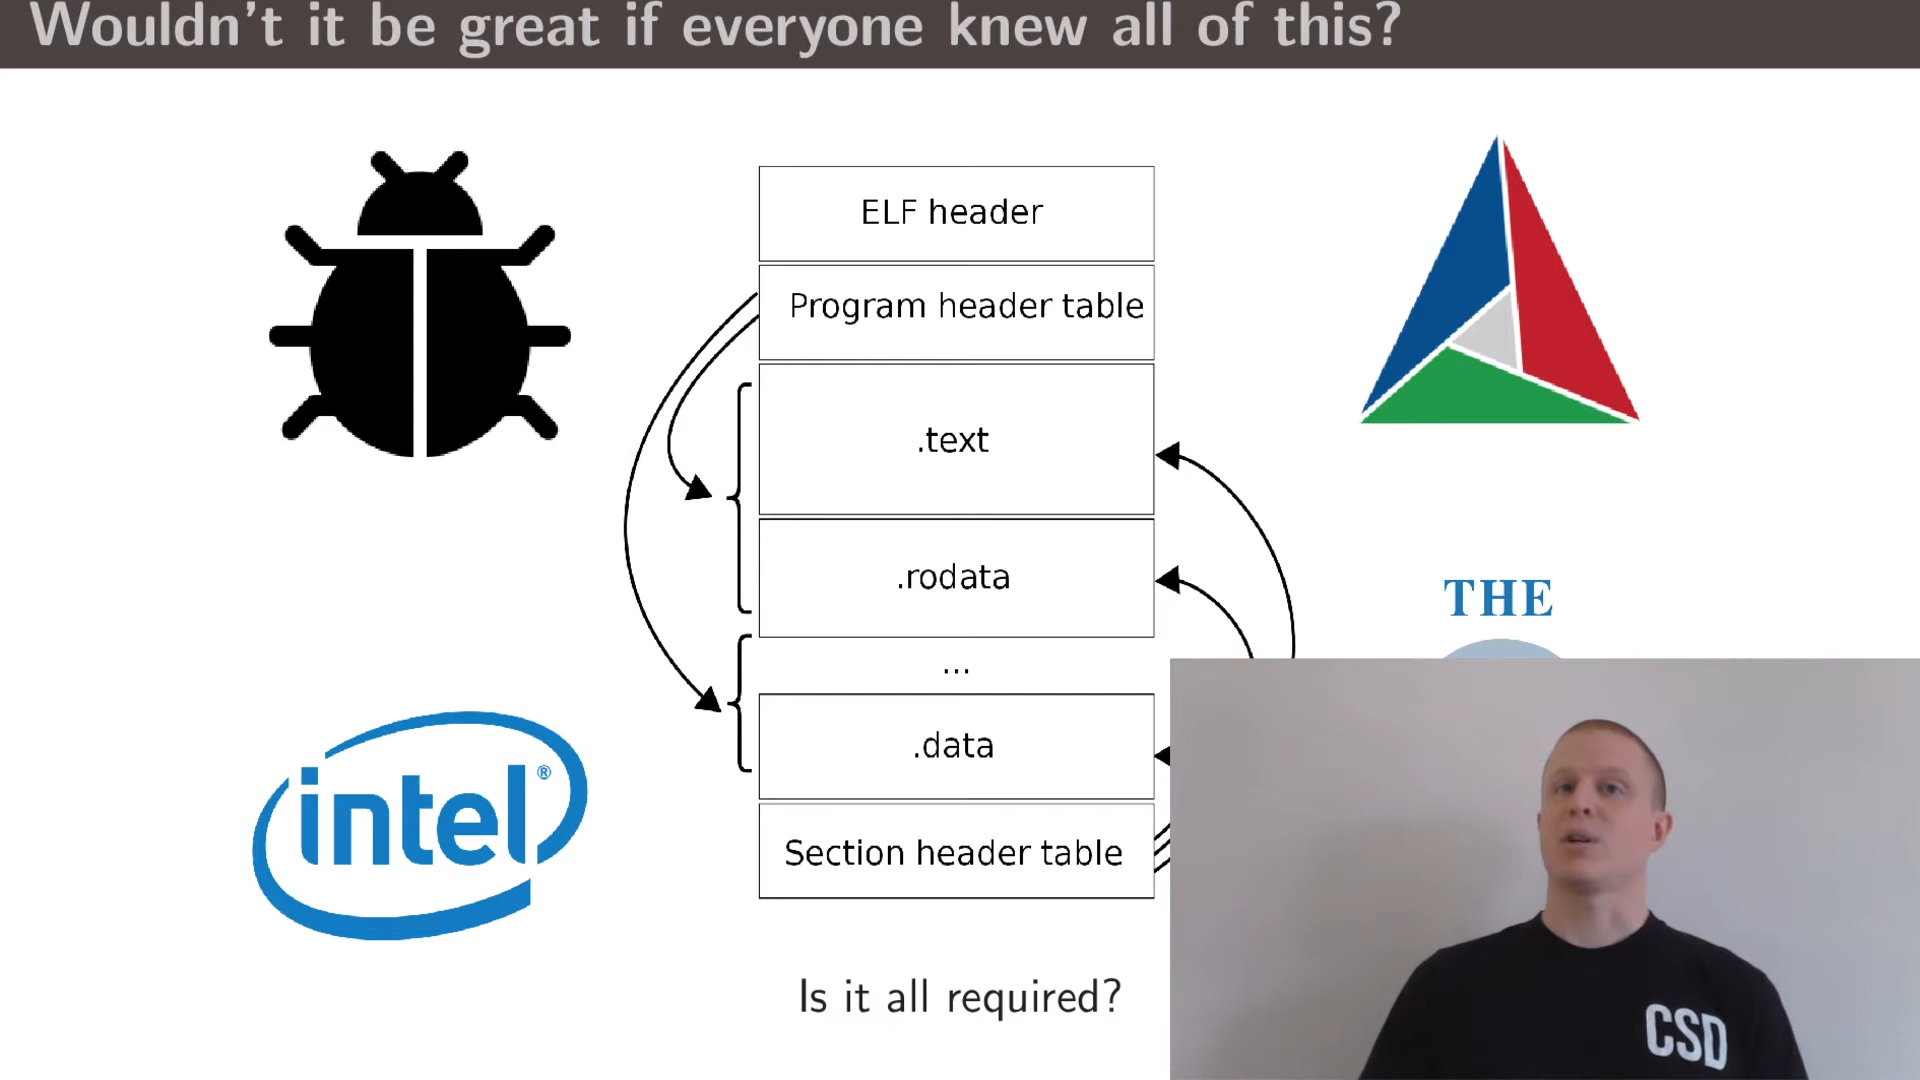 Wouldn't it be great if everyone knew all of this?
ELF header
Program header table
.text
.rodata
...
.data
Section header table
Is it all required?
intel®
THE
CSD